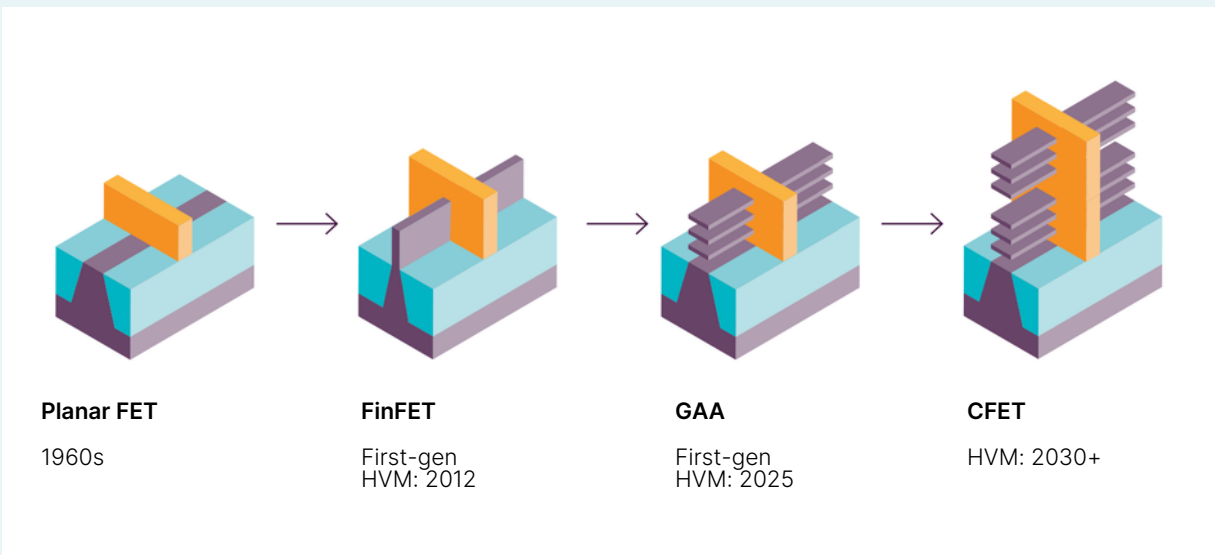 Planar FET
1960s
FinFET
First-gen
HVM: 2012
GAA
First-gen
HVM: 2025
CFET
HVM: 2030+